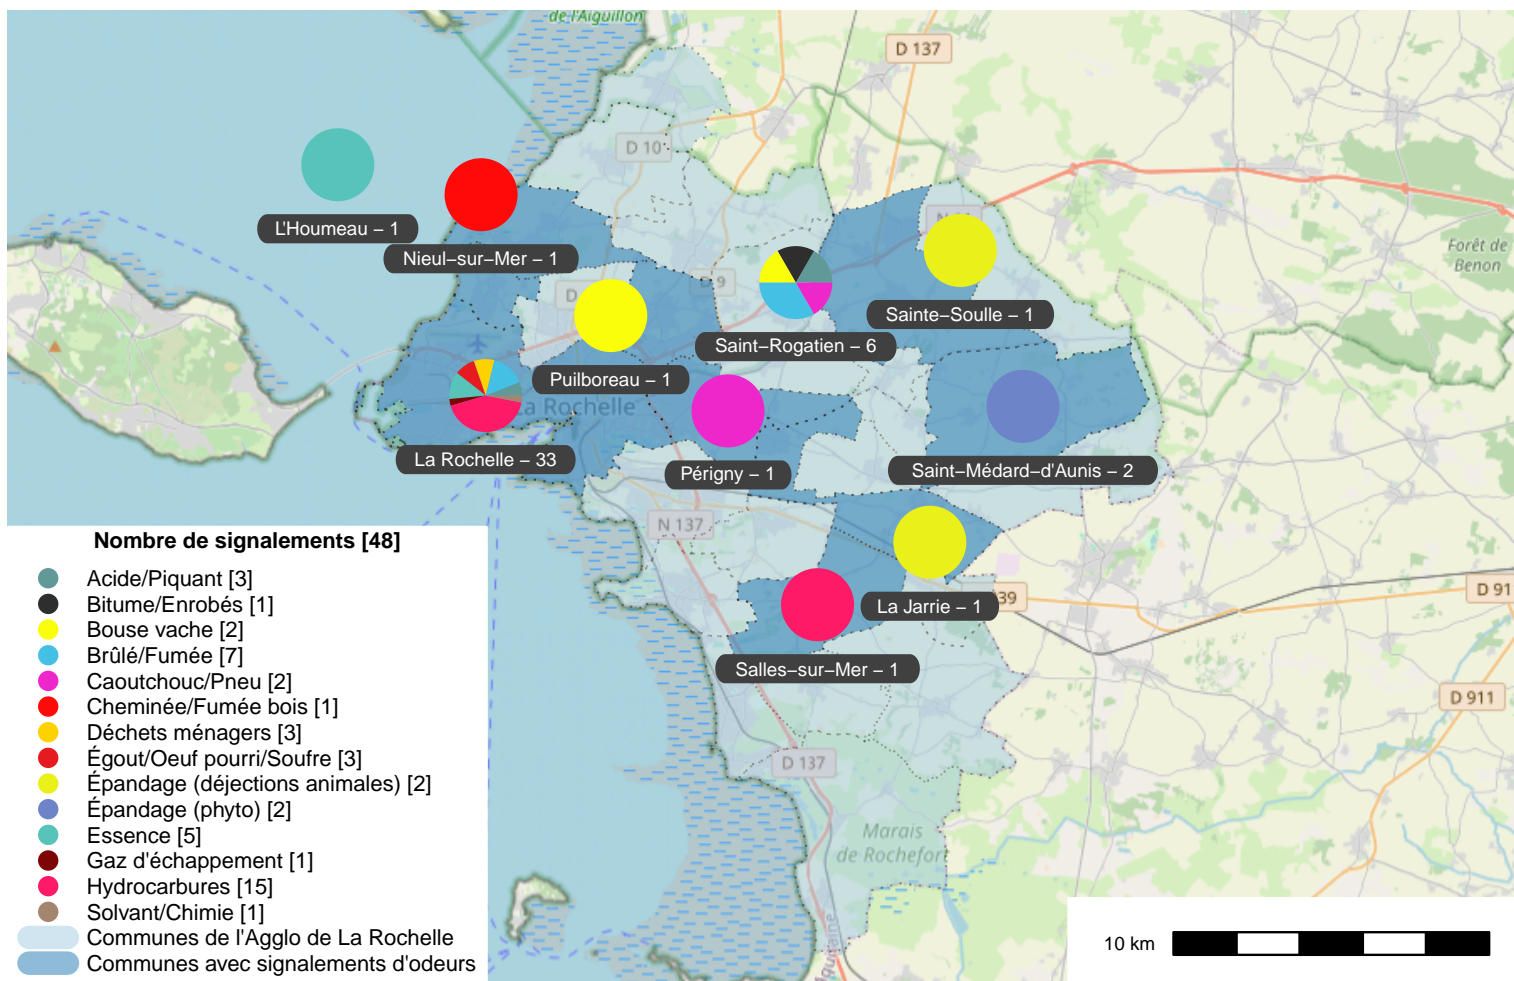 de l'Aiguillon
D 137
D 10
L'Houmeau – 1
Nieul–sur–Mer – 1
Forêt de
Benon
D 9
Sainte–Soulle – 1
Saint–Rogatien – 6
Puilboreau – 1
La Rochelle
La Rochelle – 33
Périgny – 1
Saint–Médard–d'Aunis – 2
N 137
La Jarrie – 1
D 91
Salles–sur–Mer – 1
D 911
D 137
Marais
de Rochefort
Nombre de signalements [48]
Acide/Piquant [3]
Bitume/Enrobés [1]
Bouse vache [2]
Brûlé/Fumée [7]
Caoutchouc/Pneu [2]
Cheminée/Fumée bois [1]
Déchets ménagers [3]
Égout/Oeuf pourri/Soufre [3]
Épandage (déjections animales) [2]
Épandage (phyto) [2]
Essence [5]
Gaz d'échappement [1]
Hydrocarbures [15]
Solvant/Chimie [1]
Communes de l'Agglo de La Rochelle
Communes avec signalements d'odeurs
10 km